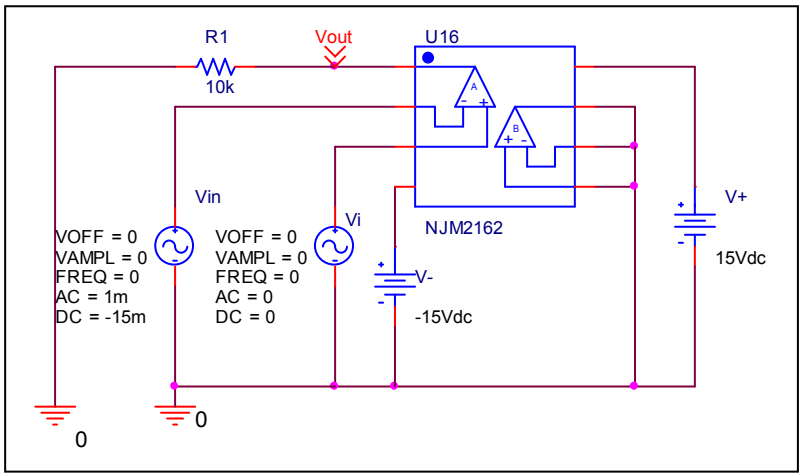 R1
Vout
U16
10k
A
- +
B
+ -
Vin
Vi
NJM2162
V+
+
-
15Vdc
VOFF = 0
VAMPL = 0
FREQ = 0
AC = 1m
DC = -15m
+
-
VOFF = 0
VAMPL = 0
FREQ = 0
AC = 0
DC = 0
+
-
+
-
V-
-15Vdc
0
0